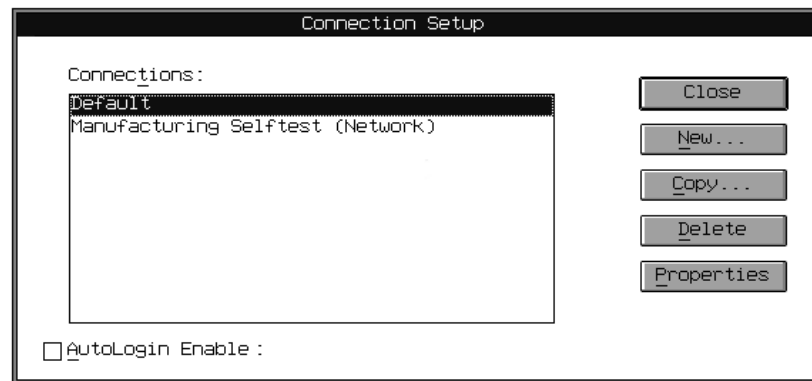 Connection Setup
Connections:
Default
Manufacturing Selftest (Network)
Close
New...
Copy...
Delete
Properties
AutoLogin Enable :